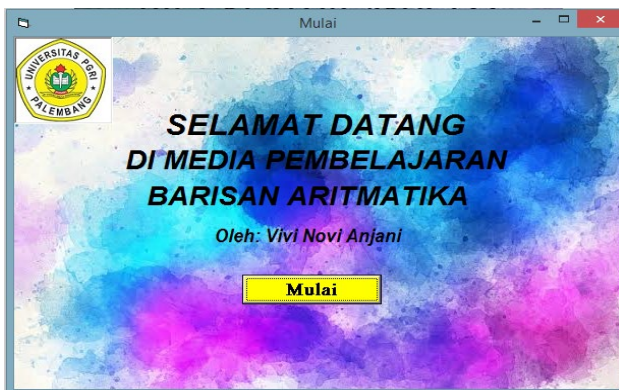 Mulai
UNIVERSITAS PGRI
PALEMBANG
SELAMAT DATANG
DI MEDIA PEMBELAJARAN
BARISAN ARITMATIKA
Oleh: Vivi Novi Anjani
Mulai